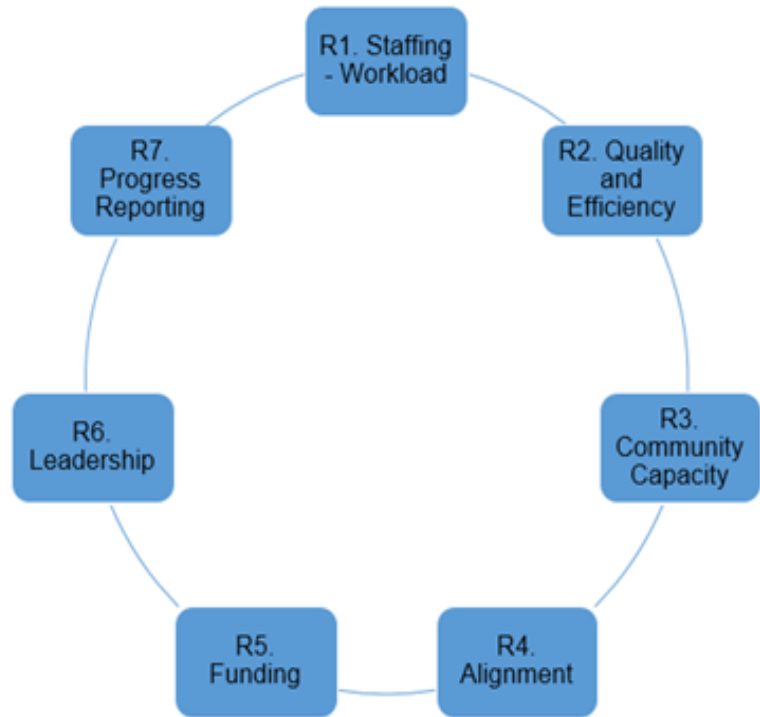 R1. Staffing
- Workload
R2. Quality
and
Efficiency
R3.
Community
Capacity
R4.
Alignment
R5.
Funding
R6.
Leadership
R7.
Progress
Reporting